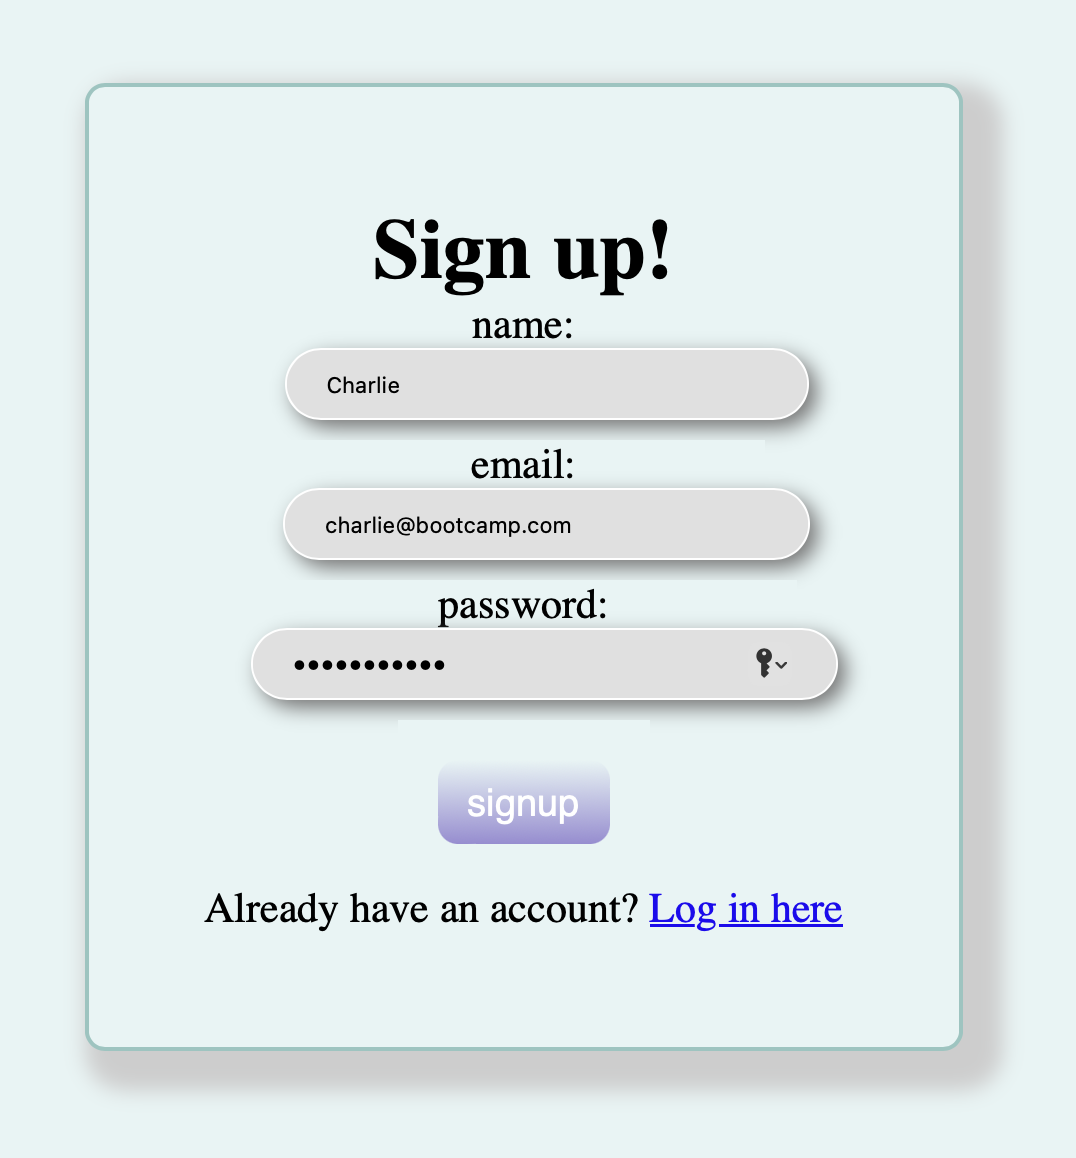 Sign up!
name:
Charlie
email:
charlie@bootcamp.com
password:
•••••••••••
signup
Already have an account? Log in here